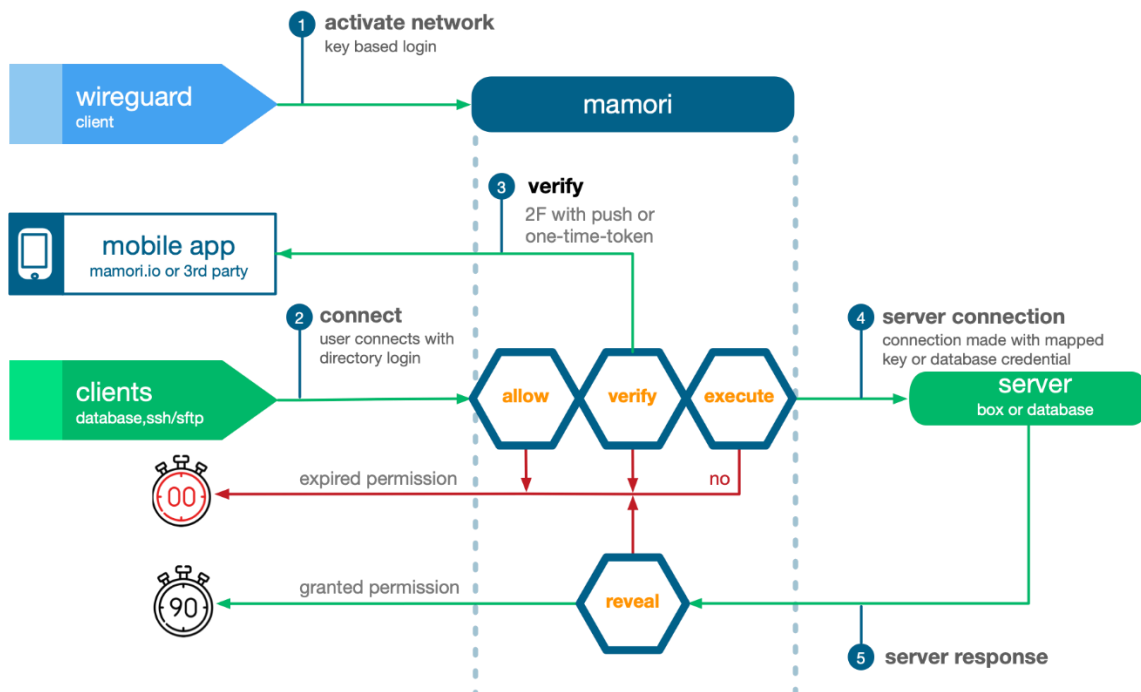 1 activate network
key based login
wireguard
client
mamori
3 verify
2F with push or
one-time-token
mobile app
mamori.io or 3rd party
2 connect
user connects with
directory login
4 server connection
connection made with mapped
key or database credential
clients
database,ssh/sftp
allow
verify
execute
server
box or database
expired permission
no
00
granted permission
90
reveal
5 server response